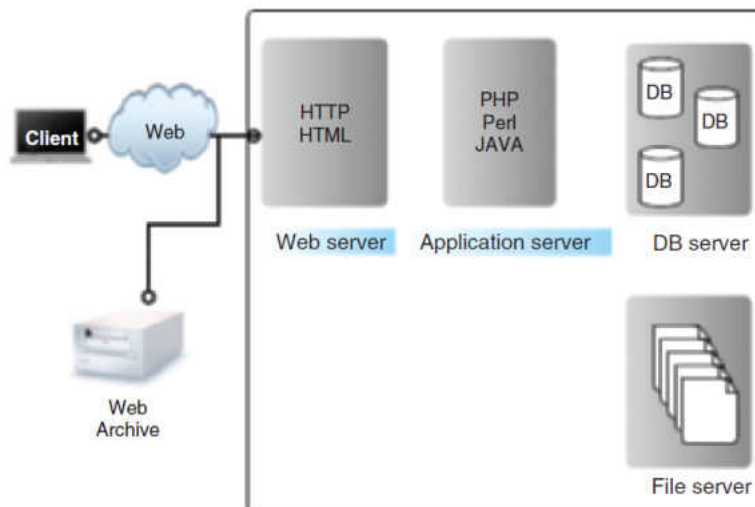 Client
Web
HTTP
HTML
PHP
Perl
JAVA
DB
DB
DB
Web server
Application server
DB server
Web
Archive
File server